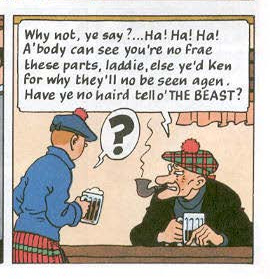 Why not, ye say?...Ha! Ha! Ha!
A'body can see you're no frae
these parts, laddie, else ye'd ken
for why they'll no be seen agen.
Have ye no haird tell o' THE BEAST?
?